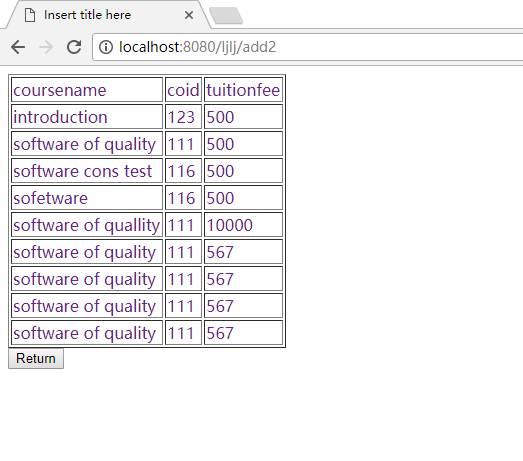 Insert title here
localhost:8080/ljlj/add2
coursename coid tuitionfee
introduction 123 500
software of quality 111 500
software cons test 116 500
sofetware 116 500
software of quallity 111 10000
software of quality 111 567
software of quality 111 567
software of quality 111 567
software of quality 111 567
Return